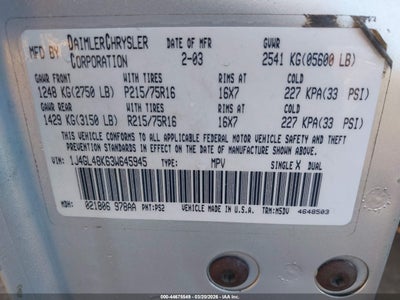 MFD BY DAIMLERCHRYSLER CORPORATION DATE OF MFR 2-03 GVWR 2541 KG(05600 LB)
GAWR FRONT WITH TIRES RIMS AT COLD
1248 KG(2750 LB) P215/75R16 16X7 227 KPA(33 PSI)
GAWR REAR WITH TIRES RIMS AT COLD
1429 KG(3150 LB) P215/75R16 16X7 227 KPA(33 PSI)
THIS VEHICLE CONFORMS TO ALL APPLICABLE FEDERAL MOTOR VEHICLE SAFETY AND
THEFT PREVENTION STANDARDS IN EFFECT ON THE DATE OF MANUFACTURE SHOWN ABOVE.
VIN: 1J4GL48K63W645945 TYPE: MPV SINGLE X DUAL
MDH: 021806 978AA PNT:PS2 VEHICLE MADE IN U.S.A. TRM:M5DV 4648503
000-44675549 - 03/20/2026 - IAAI.COM